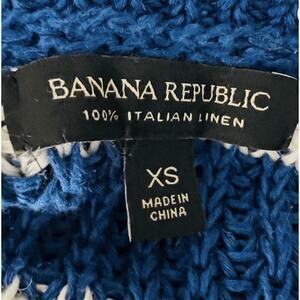 BANANA REPUBLIC
100% ITALIAN LINEN
XS
MADE IN
CHINA